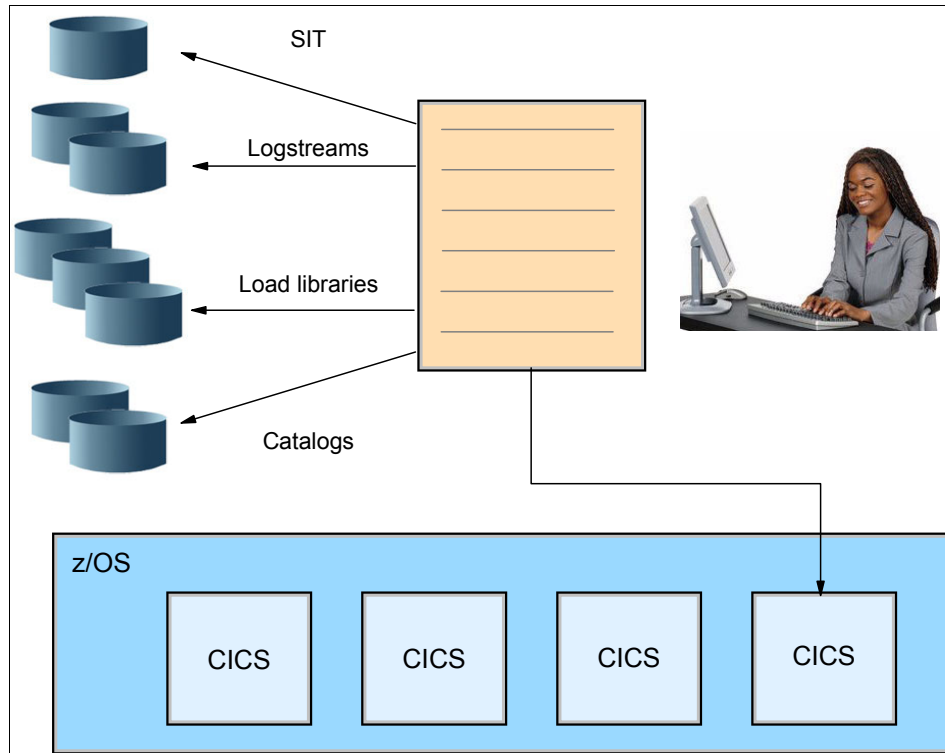 SIT
Logstreams
Load libraries
Catalogs
z/OS
CICS
CICS
CICS
CICS